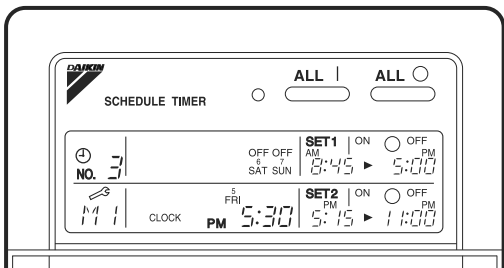 DAIKIN
SCHEDULE TIMER
ALL | ALL ○
OFF OFF SET1 | ON ○ OFF
NO. 3 6 7 AM PM
SAT SUN 8:45 ► 5:00
5 SET2 | ON ○ OFF
FRI PM PM
M1 CLOCK PM 5:30 5:15 ► 11:00